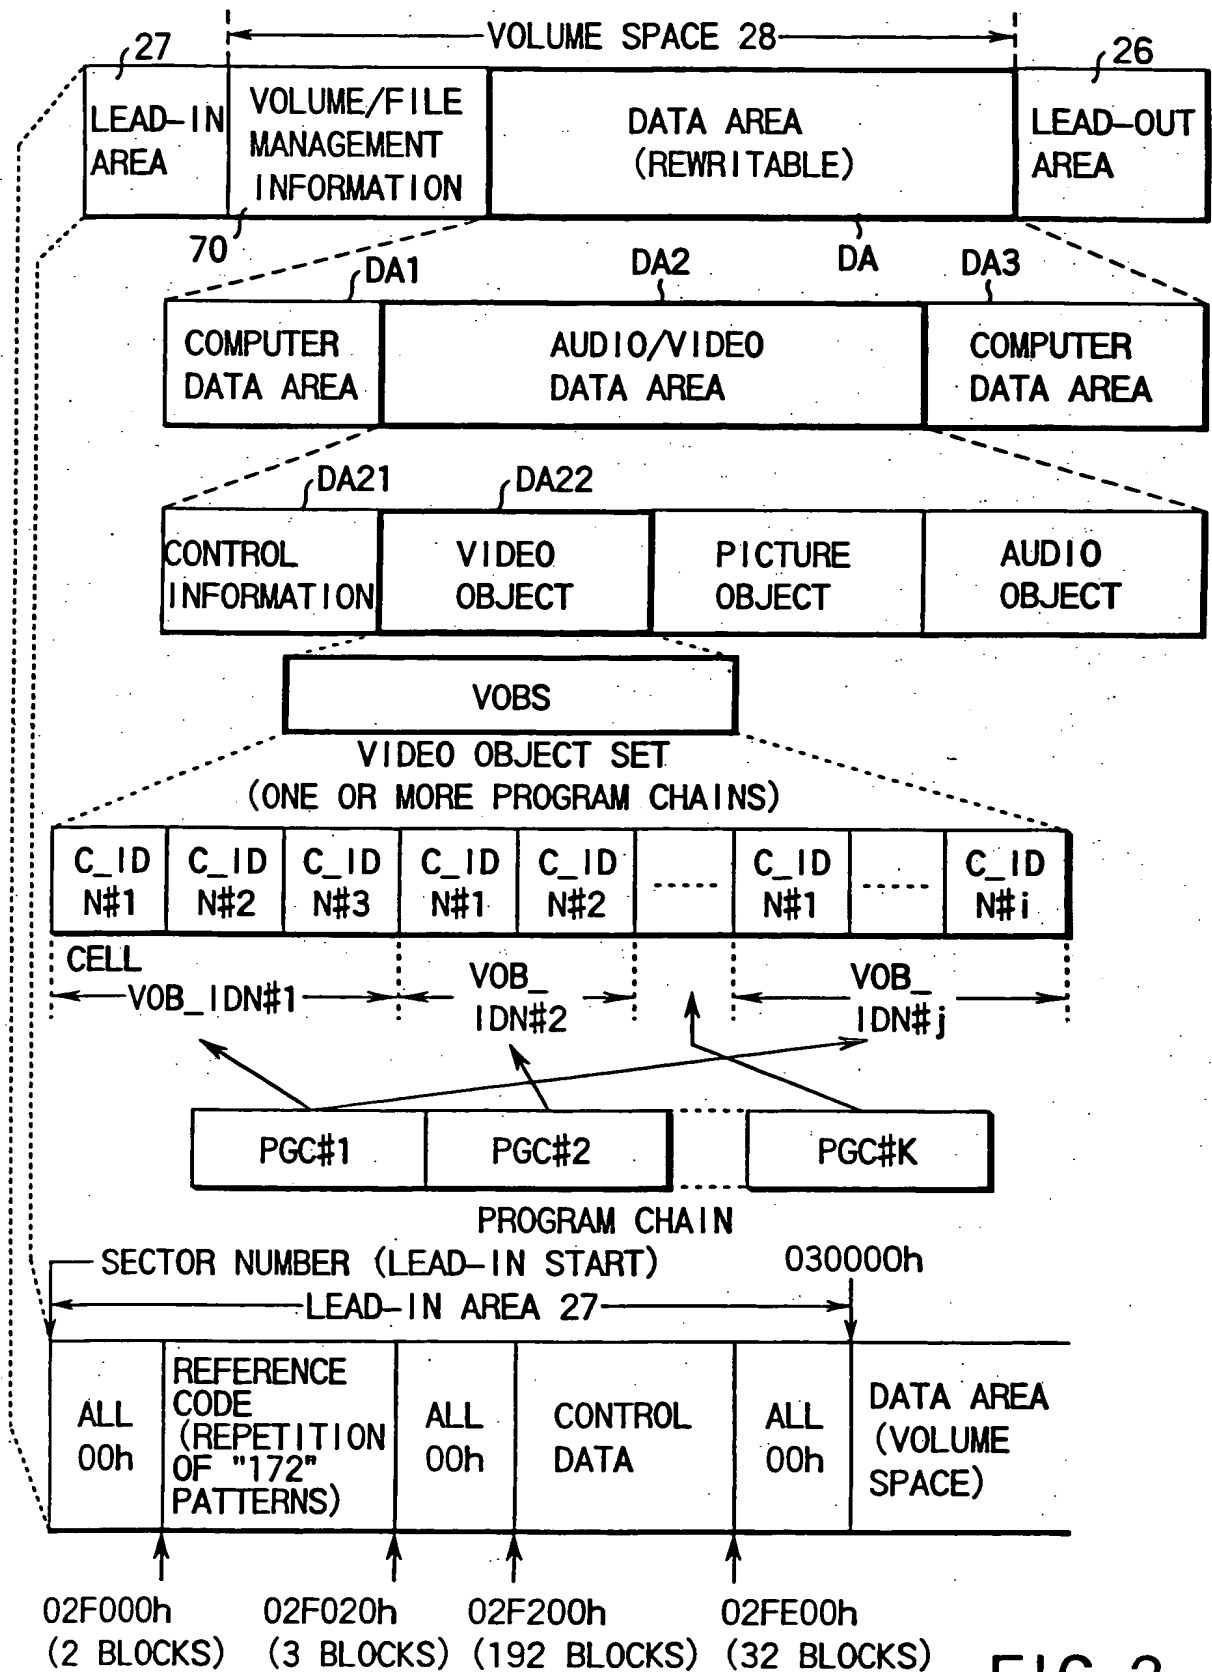 VOLUME SPACE 28
27
26
LEAD-IN
AREA
VOLUME/FILE
MANAGEMENT
INFORMATION
DATA AREA
(REWRITABLE)
LEAD-OUT
AREA
70
DA1
DA2
DA
DA3
COMPUTER
DATA AREA
AUDIO/VIDEO
DATA AREA
COMPUTER
DATA AREA
DA21
DA22
CONTROL
INFORMATION
VIDEO
OBJECT
PICTURE
OBJECT
AUDIO
OBJECT
VOBS
VIDEO OBJECT SET
(ONE OR MORE PROGRAM CHAINS)
C_ID
N#1
C_ID
N#2
C_ID
N#3
C_ID
N#1
C_ID
N#2
C_ID
N#1
C_ID
N#i
CELL
VOB_IDN#1
VOB_
IDN#2
VOB_
IDN#j
PGC#1
PGC#2
PGC#K
PROGRAM CHAIN
SECTOR NUMBER (LEAD-IN START)
030000h
LEAD-IN AREA 27
ALL
00h
REFERENCE
CODE
(REPETITION
OF "172"
PATTERNS)
ALL
00h
CONTROL
DATA
ALL
00h
DATA AREA
(VOLUME
SPACE)
02F000h
(2 BLOCKS)
02F020h
(3 BLOCKS)
02F200h
(192 BLOCKS)
02FE00h
(32 BLOCKS)